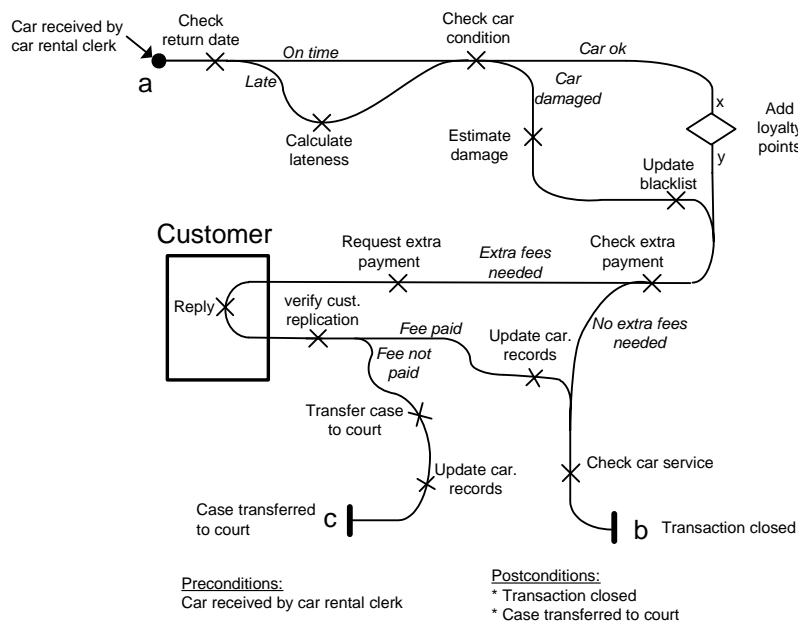 Car received by
car rental clerk
a
Check
return date
On time
Late
Calculate
lateness
Check car
condition
Car ok
Car
damaged
Estimate
damage
Update
blacklist
x
y
Add
loyalty
points
Customer
Reply
Request extra
payment
Extra fees
needed
Check extra
payment
verify cust.
replication
Fee paid
Fee not
paid
Update car.
records
No extra fees
needed
Transfer case
to court
Update car.
records
Check car service
Case transferred
to court
c
b
Transaction closed
Preconditions:
Car received by car rental clerk
Postconditions:
* Transaction closed
* Case transferred to court